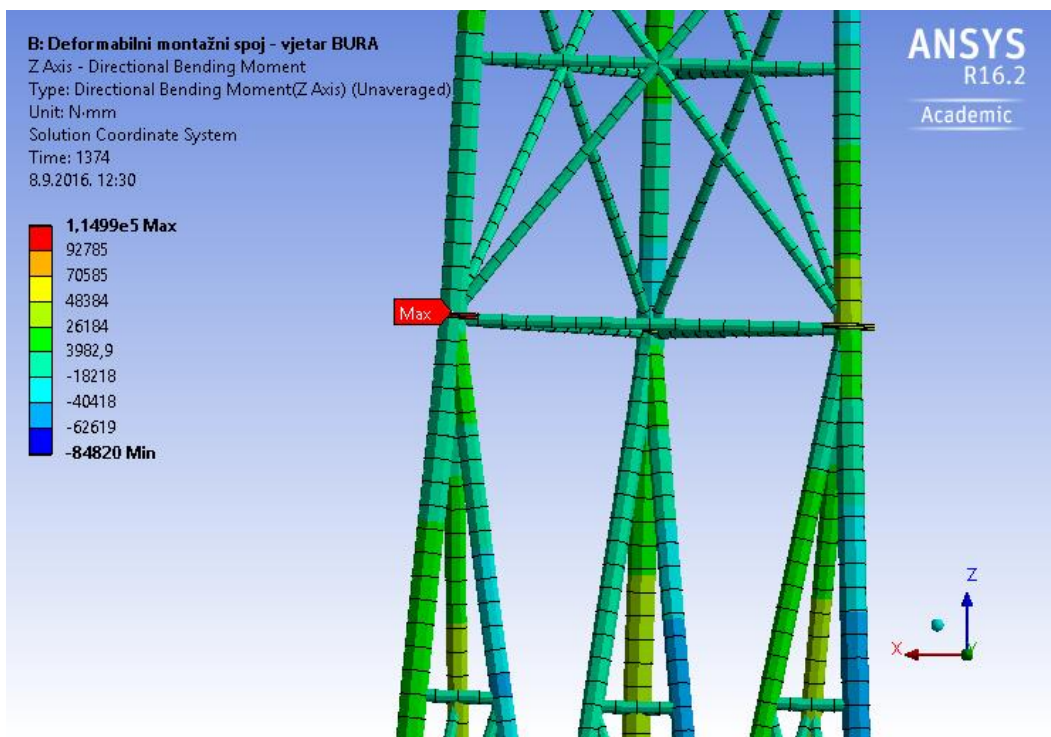 B: Deformabilni montažni spoj - vjetar BURA
Z Axis - Directional Bending Moment
Type: Directional Bending Moment(Z Axis) (Unaveraged)
Unit: N·mm
Solution Coordinate System
Time: 1374
8.9.2016. 12:30
1,1499e5 Max
92785
70585
48384
26184
3982,9
-18218
-40418
-62619
-84820 Min
ANSYS
R16.2
Academic
Max
Z
X
Y